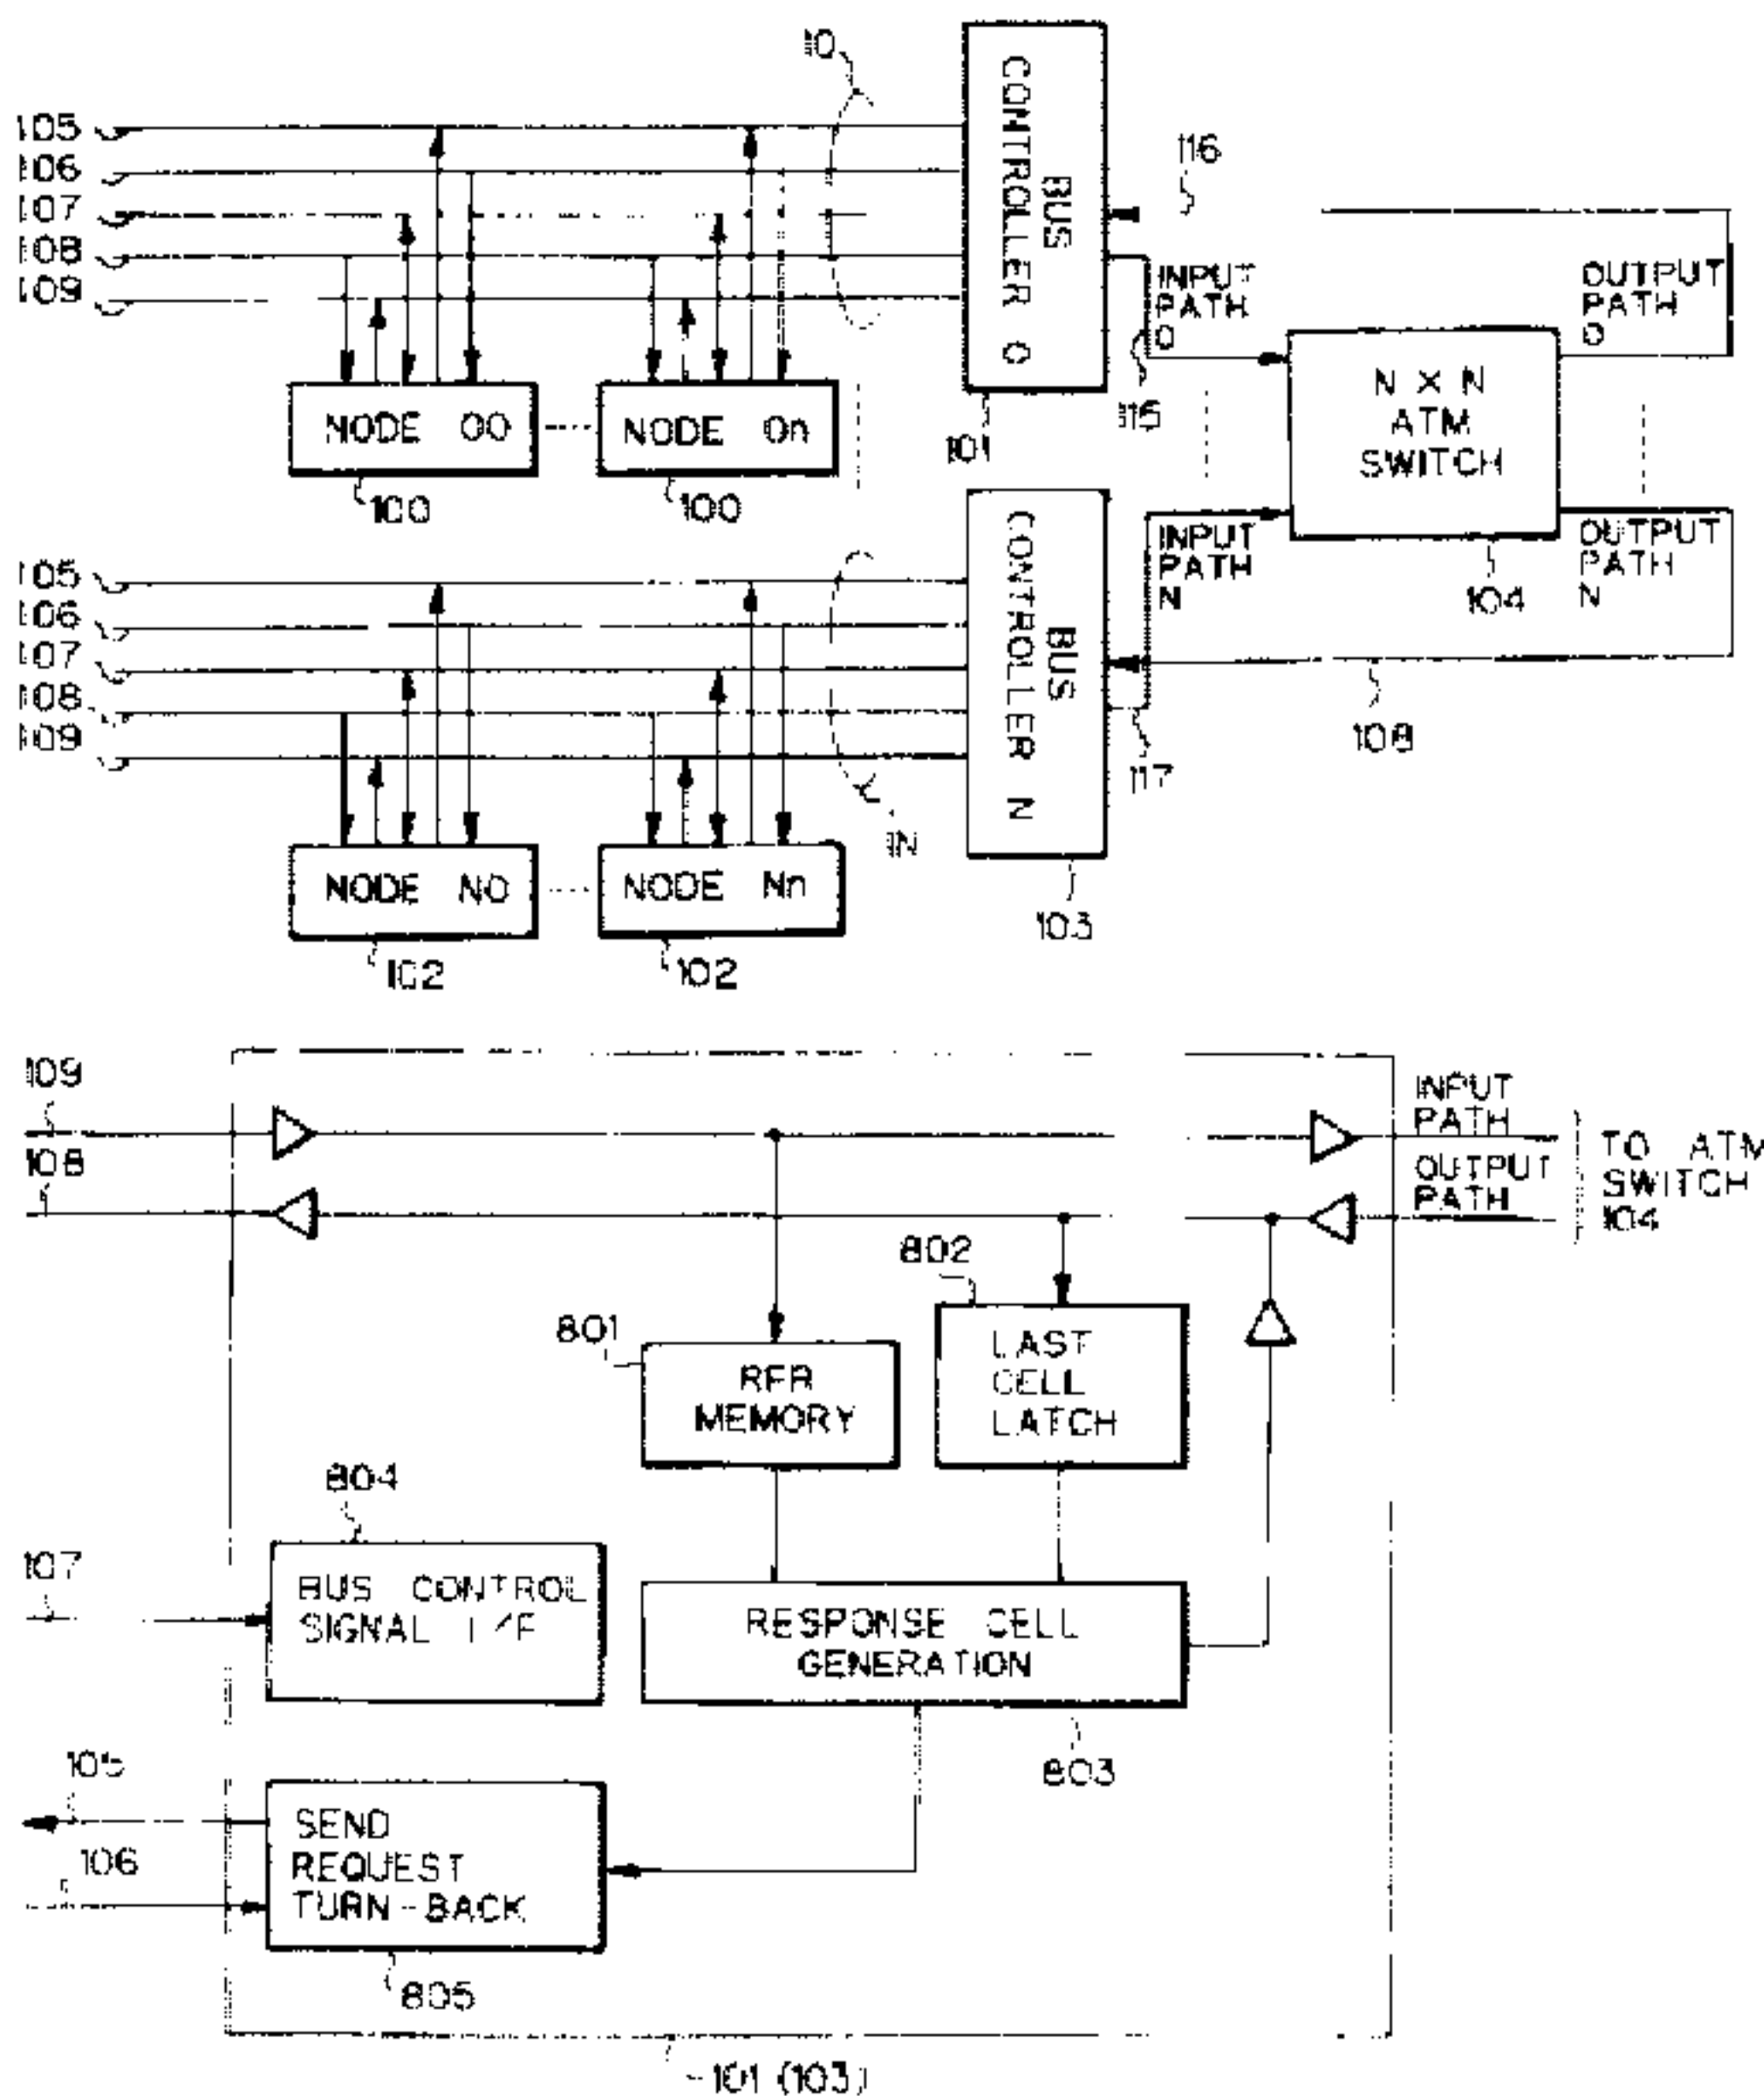 10
105
106
107
108
109
BUS
CONTROLLER 0
116
INPUT
PATH
0
OUTPUT
PATH
0
115
101
N X N
ATM
SWITCH
NODE 00
NODE 0n
100
100
105
106
107
108
109
BUS
CONTROLLER N
INPUT
PATH
N
104
OUTPUT
PATH
N
108
117
1N
NODE N0
NODE Nn
103
102
102
109
108
INPUT
PATH
OUTPUT
PATH
TO ATM
SWITCH
104
802
801
RFR
MEMORY
LAST
CELL
LATCH
804
107
BUS CONTROL
SIGNAL I/F
RESPONSE CELL
GENERATION
803
105
106
SEND
REQUEST
TURN-BACK
805
101 (103)